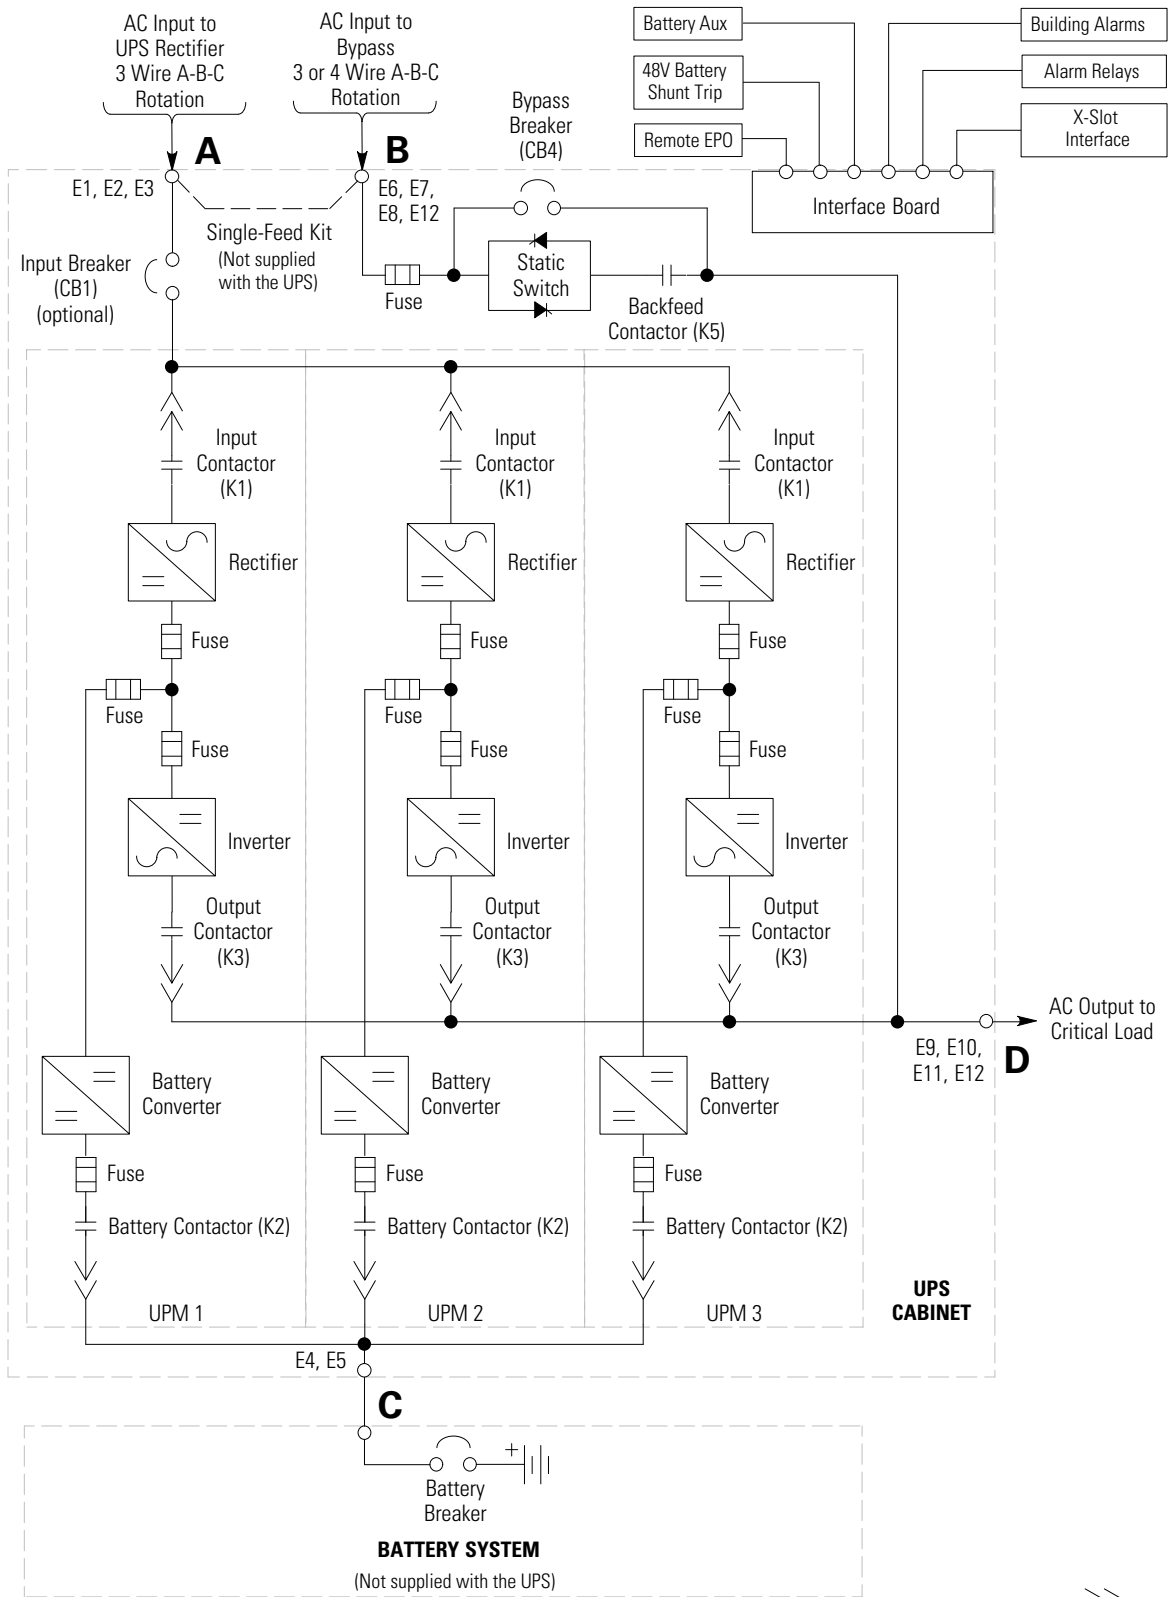 AC Input to
UPS Rectifier
3 Wire A-B-C
Rotation
AC Input to
Bypass
3 or 4 Wire A-B-C
Rotation
Bypass
Breaker
(CB4)
Battery Aux
48V Battery
Shunt Trip
Remote EPO
Building Alarms
Alarm Relays
X-Slot
Interface
Interface Board
A
B
E1, E2, E3
E6, E7,
E8, E12
Single-Feed Kit
(Not supplied
with the UPS)
Input Breaker
(CB1)
(optional)
Fuse
Static
Switch
Backfeed
Contactor (K5)
Input
Contactor
(K1)
Input
Contactor
(K1)
Input
Contactor
(K1)
Rectifier
Rectifier
Rectifier
Fuse
Fuse
Fuse
Fuse
Fuse
Fuse
Fuse
Fuse
Fuse
Inverter
Inverter
Inverter
Output
Contactor
(K3)
Output
Contactor
(K3)
Output
Contactor
(K3)
AC Output to
Critical Load
E9, E10,
E11, E12
D
Battery
Converter
Battery
Converter
Battery
Converter
Fuse
Fuse
Fuse
Battery Contactor (K2)
Battery Contactor (K2)
Battery Contactor (K2)
UPM 1
UPM 2
UPM 3
UPS
CABINET
E4, E5
C
+
Battery
Breaker
BATTERY SYSTEM
(Not supplied with the UPS)